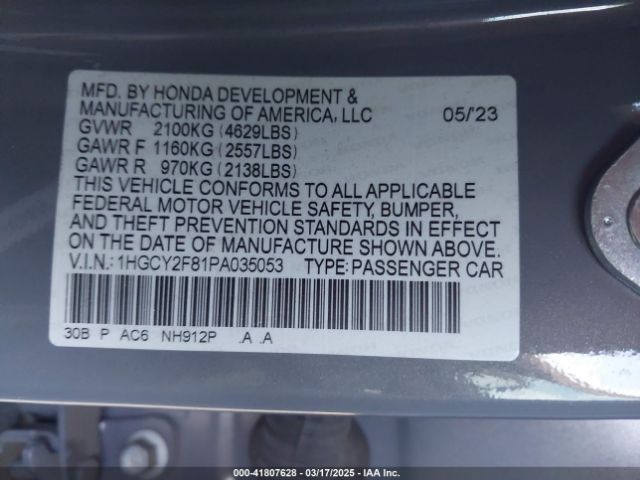 MFD. BY HONDA DEVELOPMENT &
MANUFACTURING OF AMERICA, LLC 05/'23
GVWR 2100KG (4629LBS)
GAWR F 1160KG (2557LBS)
GAWR R 970KG (2138LBS)
THIS VEHICLE CONFORMS TO ALL APPLICABLE
FEDERAL MOTOR VEHICLE SAFETY, BUMPER,
AND THEFT PREVENTION STANDARDS IN EFFECT
ON THE DATE OF MANUFACTURE SHOWN ABOVE.
V.I.N.: 1HGCY2F81PA035053 TYPE: PASSENGER CAR
30B P AC6 NH912P .A .A
000-41807628 - 03/17/2025 - IAA Inc.